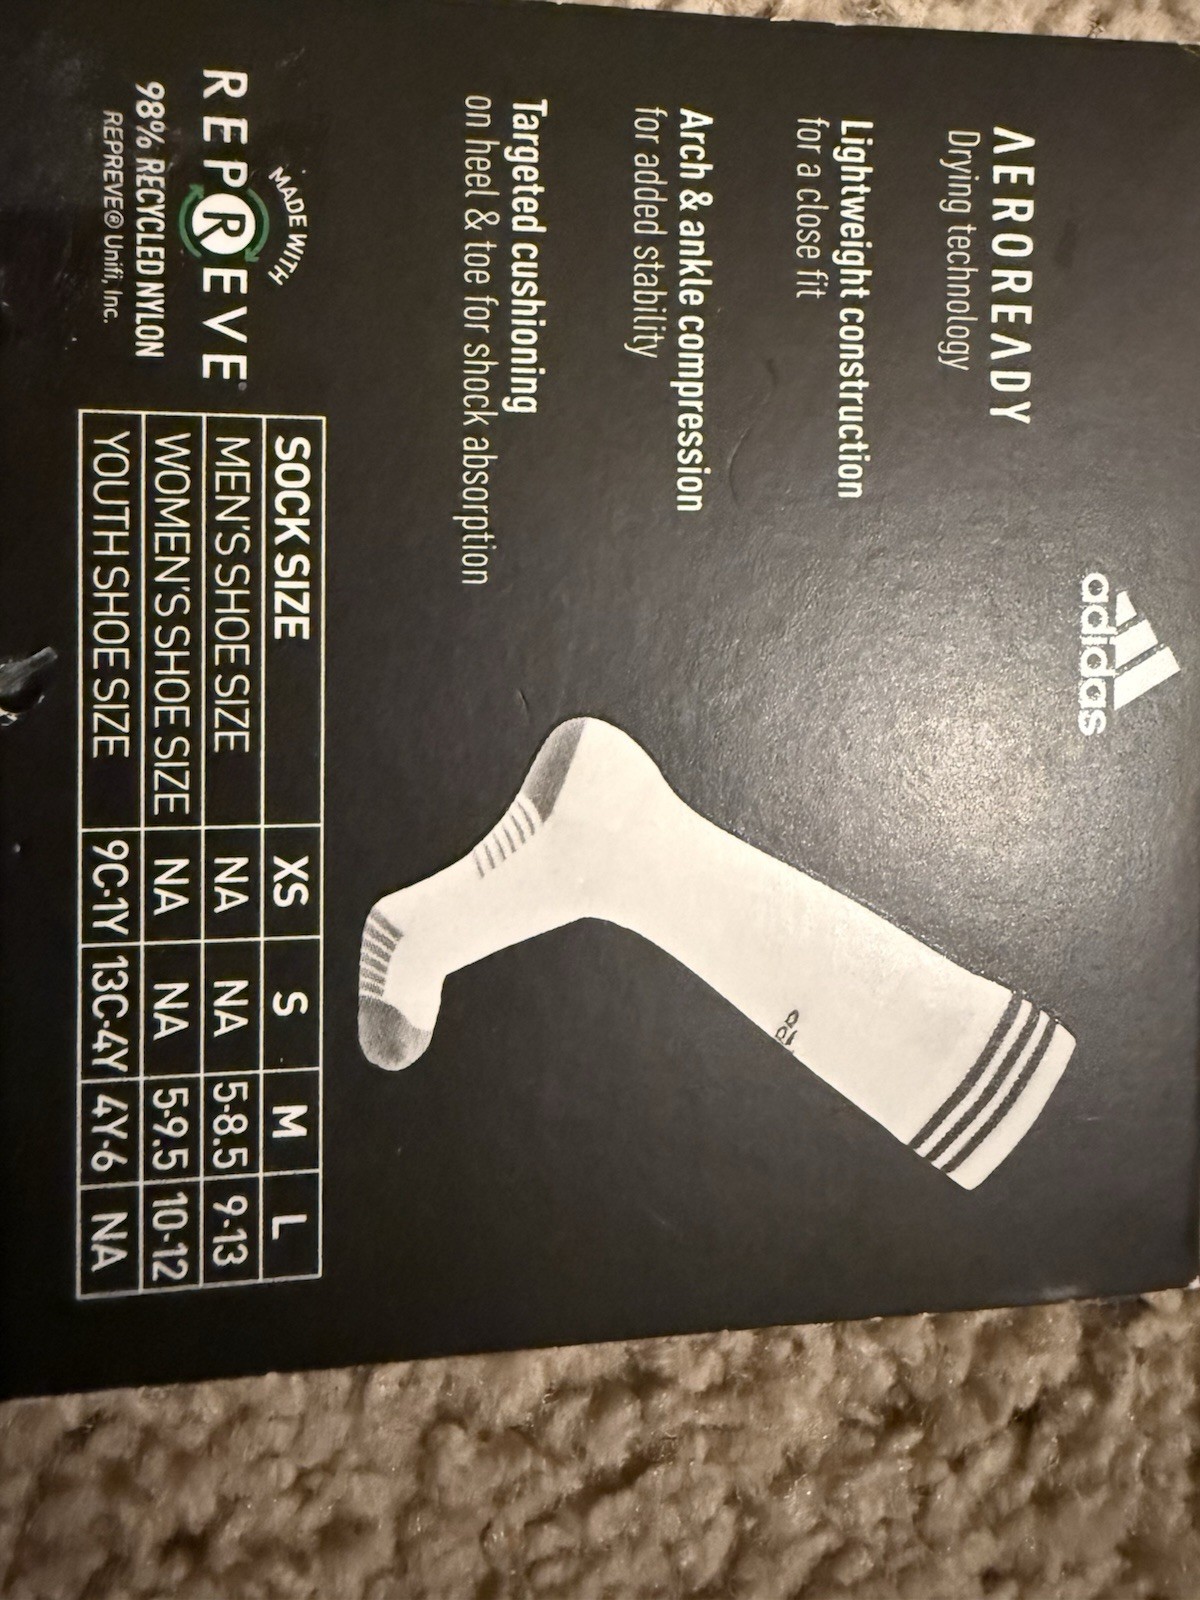 adidas
AEROREADY
Drying technology
Lightweight construction
for a close fit
Arch & ankle compression
for added stability
Targeted cushioning
on heel & toe for shock absorption
MADE WITH
REPREVE
98% RECYCLED NYLON
REPREVE® Unifi, Inc.
SOCK SIZE XS S M L
MEN'S SHOE SIZE NA NA 5-8.5 9-13
WOMEN'S SHOE SIZE NA NA 5-9.5 10-12
YOUTH SHOE SIZE 9C-1Y 13C-4Y 4Y-6 NA